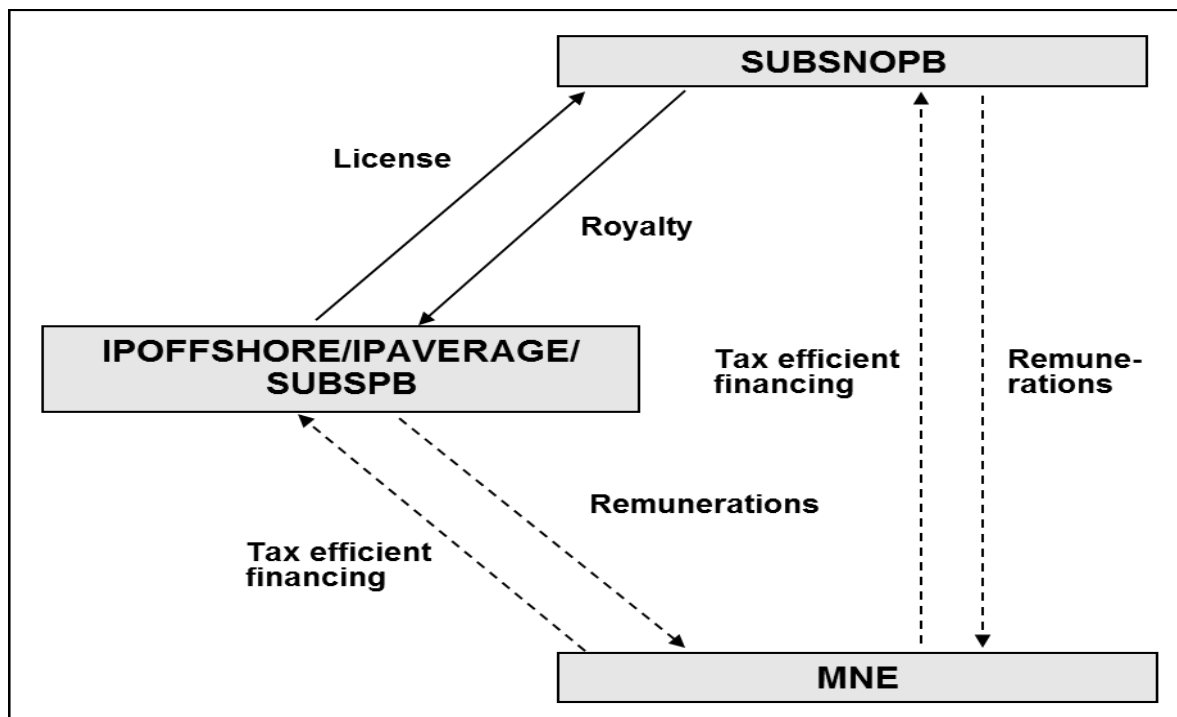 SUBSNOPB
License
Royalty
IPOFFSHORE/IPAVERAGE/
SUBSPB
Tax efficient
financing
Remune-
rations
Remunerations
Tax efficient
financing
MNE